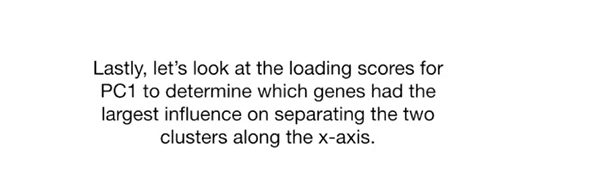 Lastly, let's look at the loading scores for
PC1 to determine which genes had the
largest influence on separating the two
clusters along the x-axis.